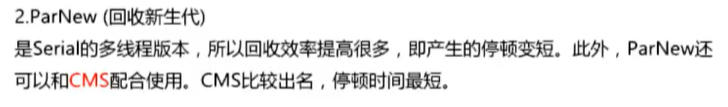 2.ParNew (回收新生代)
是Serial的多线程版本，所以回收效率提高很多，即产生的停顿变短。此外，ParNew还
可以和CMS配合使用。CMS比较出名，停顿时间最短。